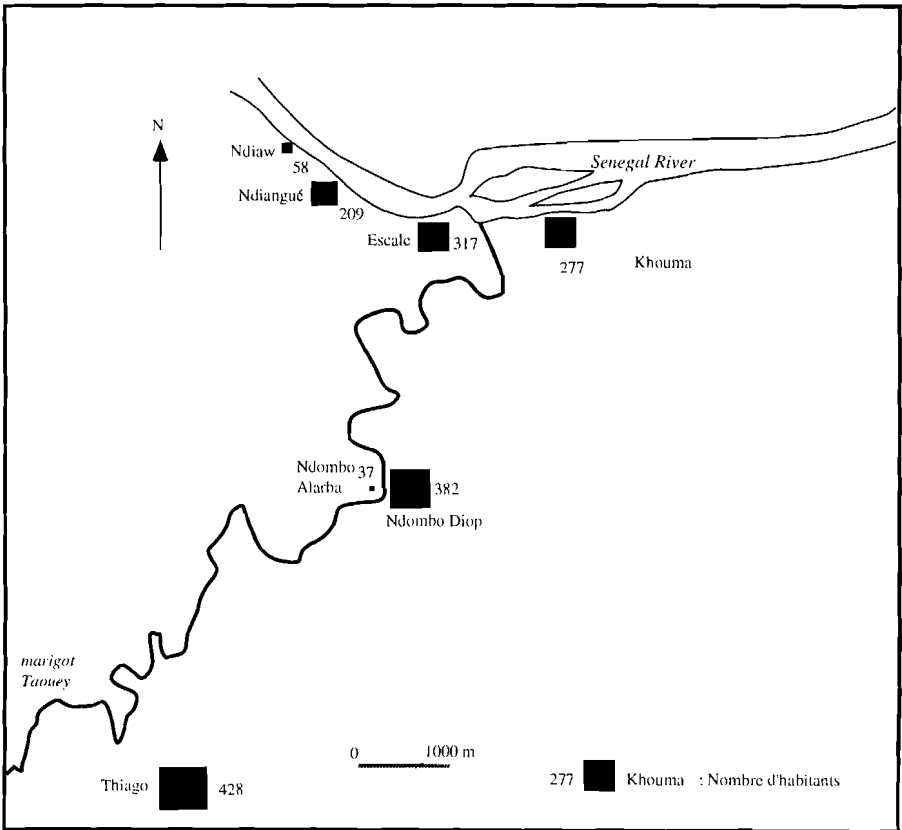 N
Ndiaw
58
Senegal River
Ndiangué
209
Escale
317
277
Khouma
Ndombo 37
Alarba
382
Ndombo Diop
marigot
Taouey
0 1000 m
Thiago 428
277 Khouma : Nombre d'habitants